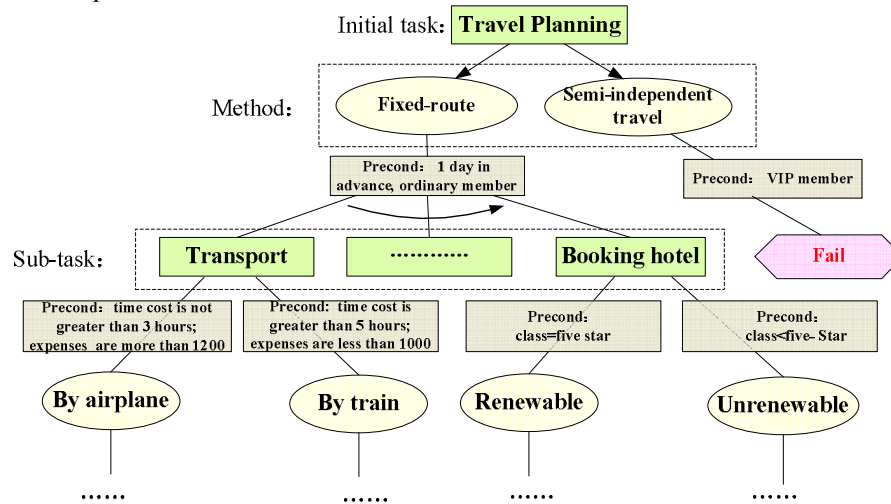 Initial task：
Travel Planning
Method：
Fixed-route
Semi-independent
travel
Precond： 1 day in
advance, ordinary member
Precond： VIP member
Sub-task：
Transport
…………
Booking hotel
Fail
Precond：time cost is not
greater than 3 hours;
expenses are more than 1200
Precond：time cost is
greater than 5 hours;
expenses are less than 1000
Precond：
class=five star
Precond：
class<five- Star
By airplane
By train
Renewable
Unrenewable
……
……
……
……